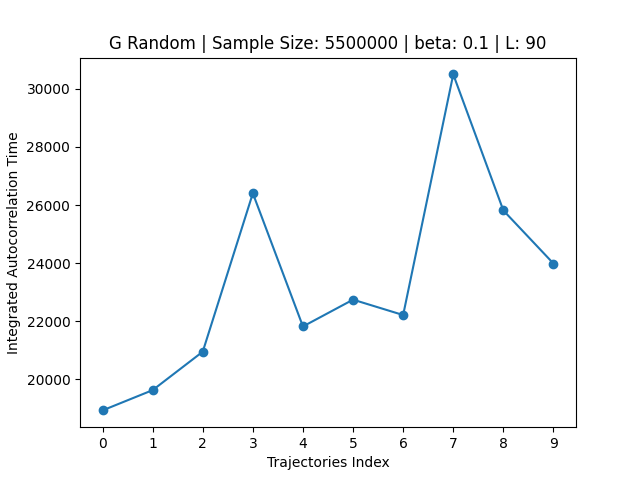 G Random | Sample Size: 5500000 | beta: 0.1 | L: 90
Integrated Autocorrelation Time
30000
28000
26000
24000
22000
20000
0 1 2 3 4 5 6 7 8 9
Trajectories Index